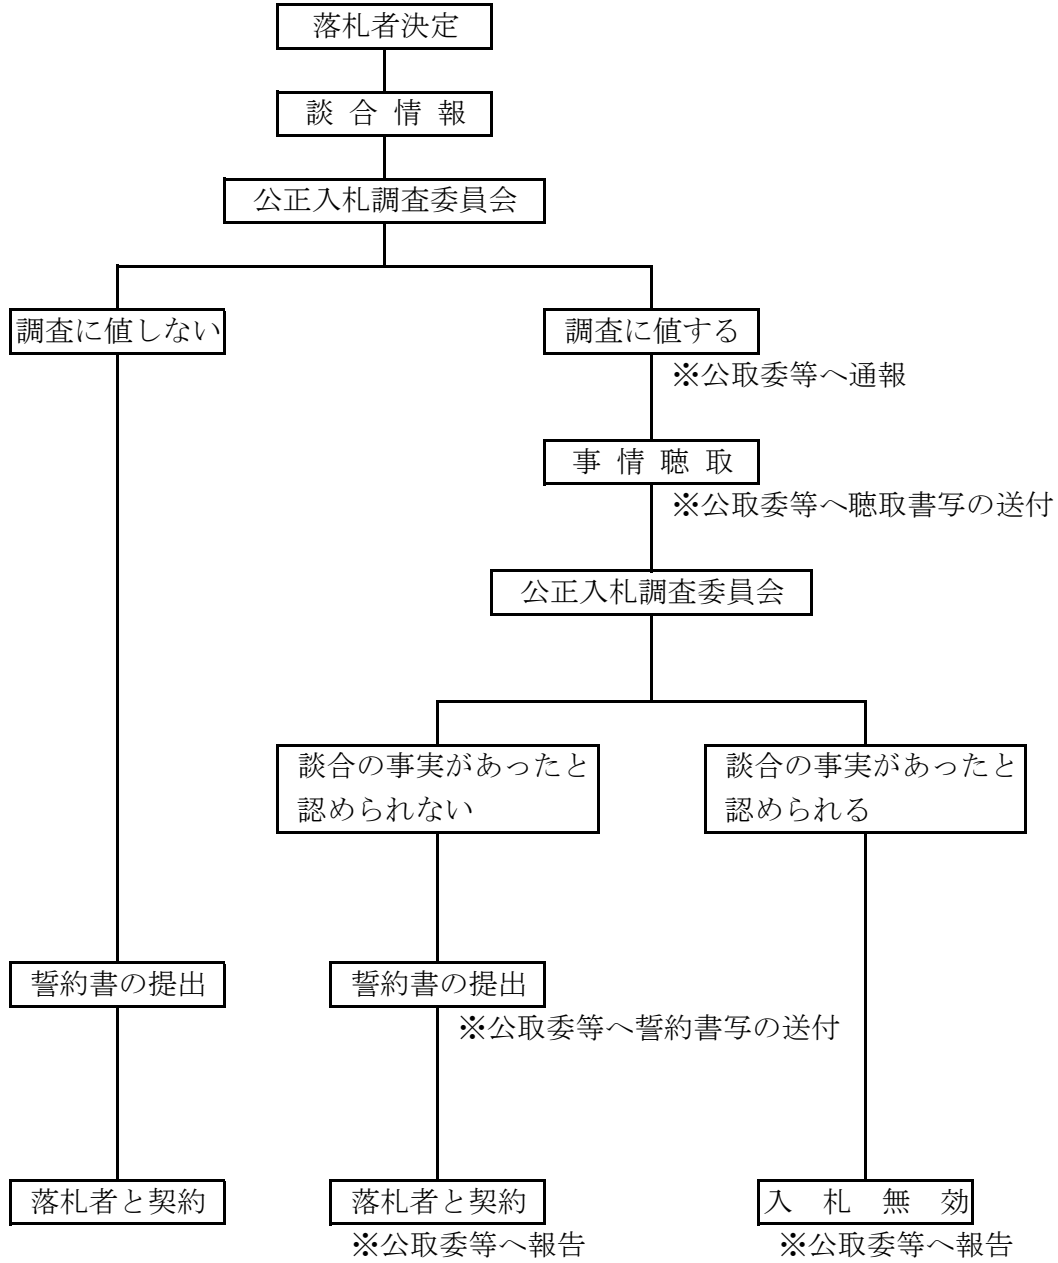 落札者決定
談合情報
公正入札調査委員会
調査に値しない
調査に値する
※公取委等へ通報
事情聴取
※公取委等へ聴取書写の送付
公正入札調査委員会
談合の事実があったと
認められない
談合の事実があったと
認められる
誓約書の提出
誓約書の提出
※公取委等へ誓約書写の送付
落札者と契約
落札者と契約
入札無効
※公取委等へ報告
※公取委等へ報告